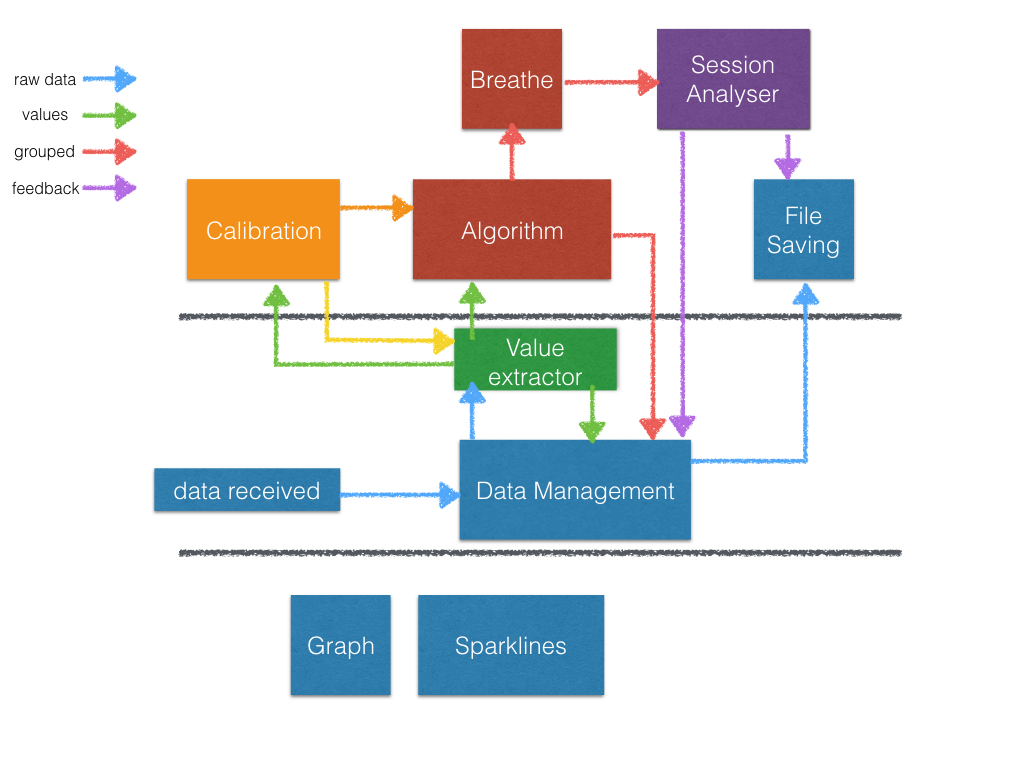 raw data
values
grouped
feedback
Breathe
Session
Analyser
Calibration
Algorithm
File
Saving
Value
extractor
data received
Data Management
Graph
Sparklines